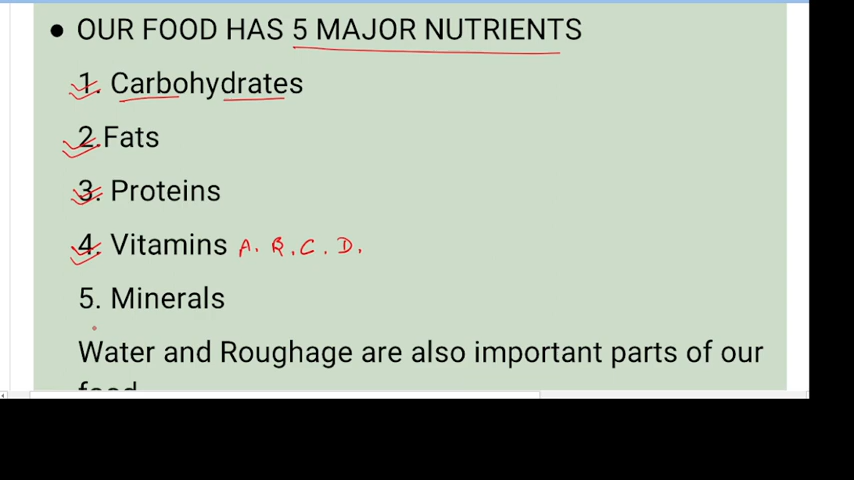 ● OUR FOOD HAS 5 MAJOR NUTRIENTS
1. Carbohydrates
2.Fats
3. Proteins
4. Vitamins A. B. C. D.
5. Minerals
Water and Roughage are also important parts of our
food